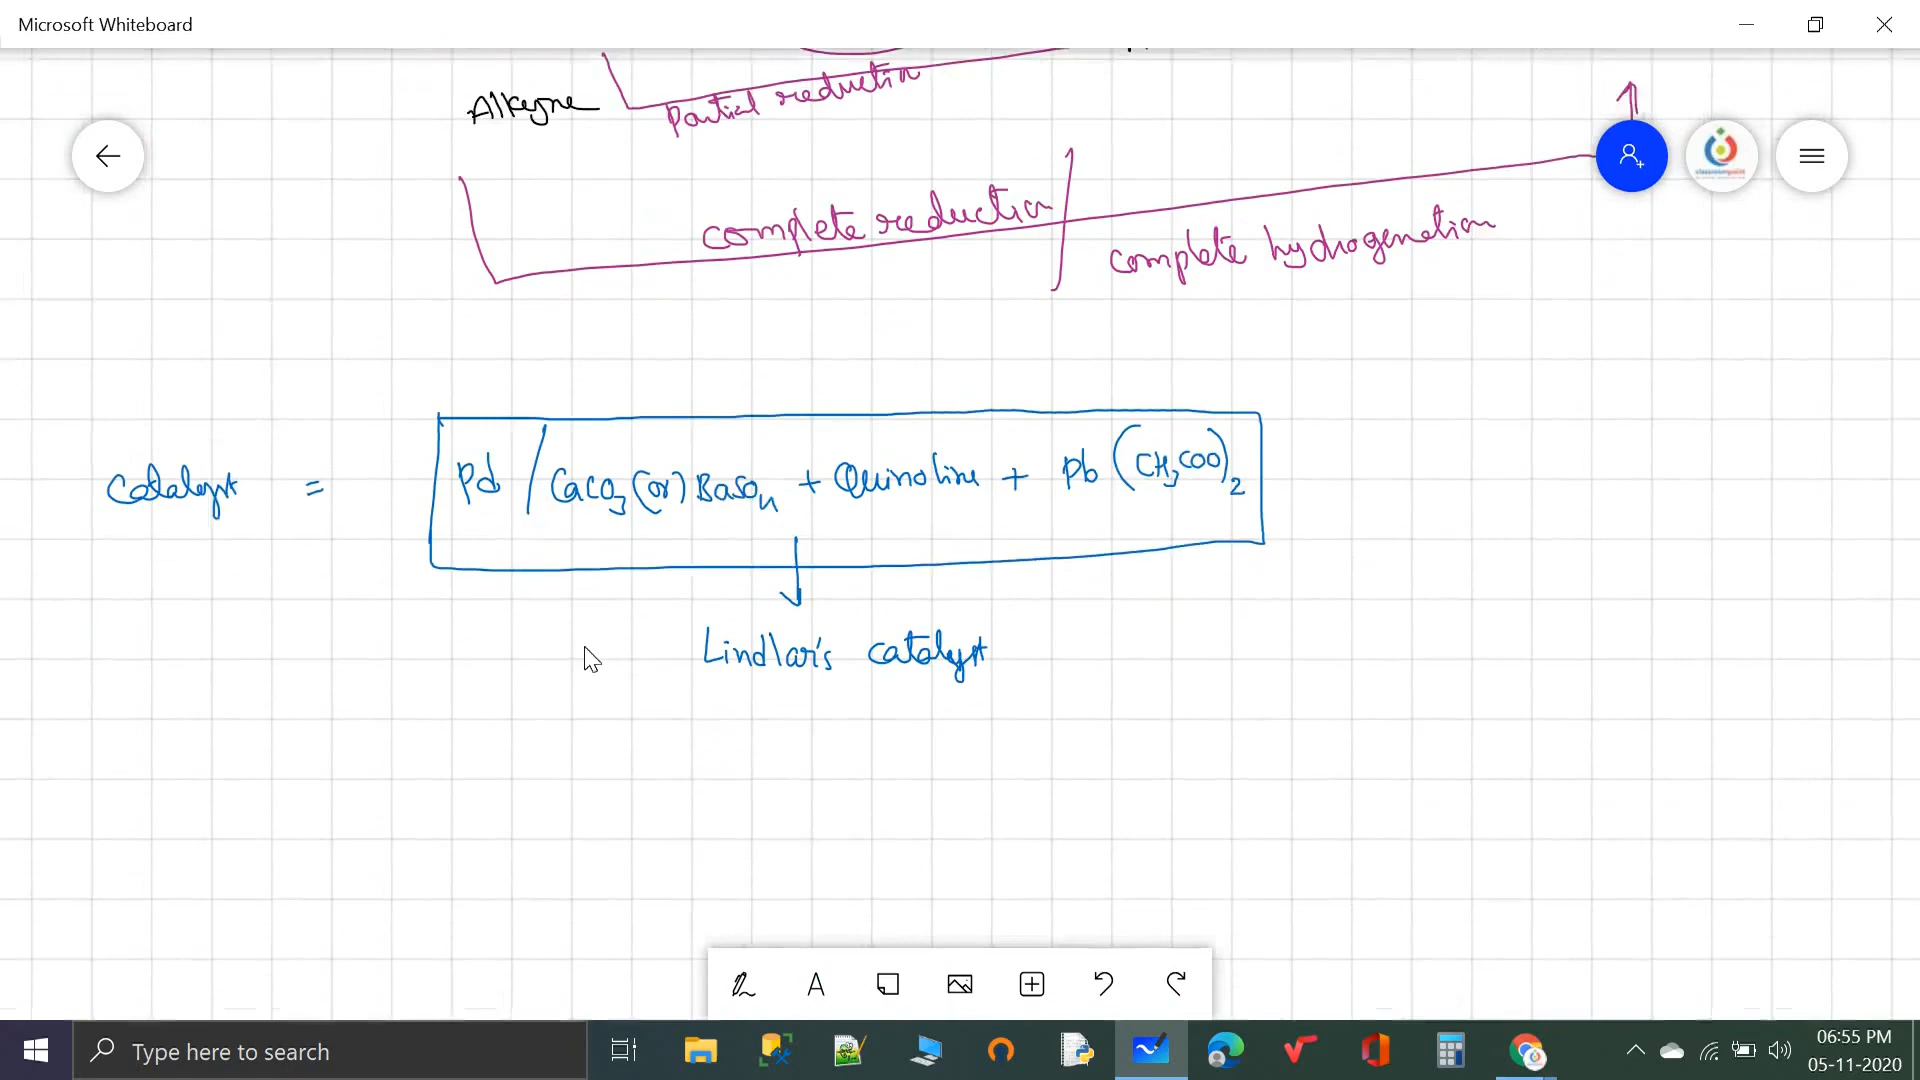 Microsoft Whiteboard
Alkeyne
Partial reduction
complete reduction
complete hydrogenation
Catalyst = Pd / CaCO3 (or) BaSO4 + Quinoline + Pb (CH3COO)2
Lindlar's catalyst
A
Type here to search
06:55 PM
05-11-2020